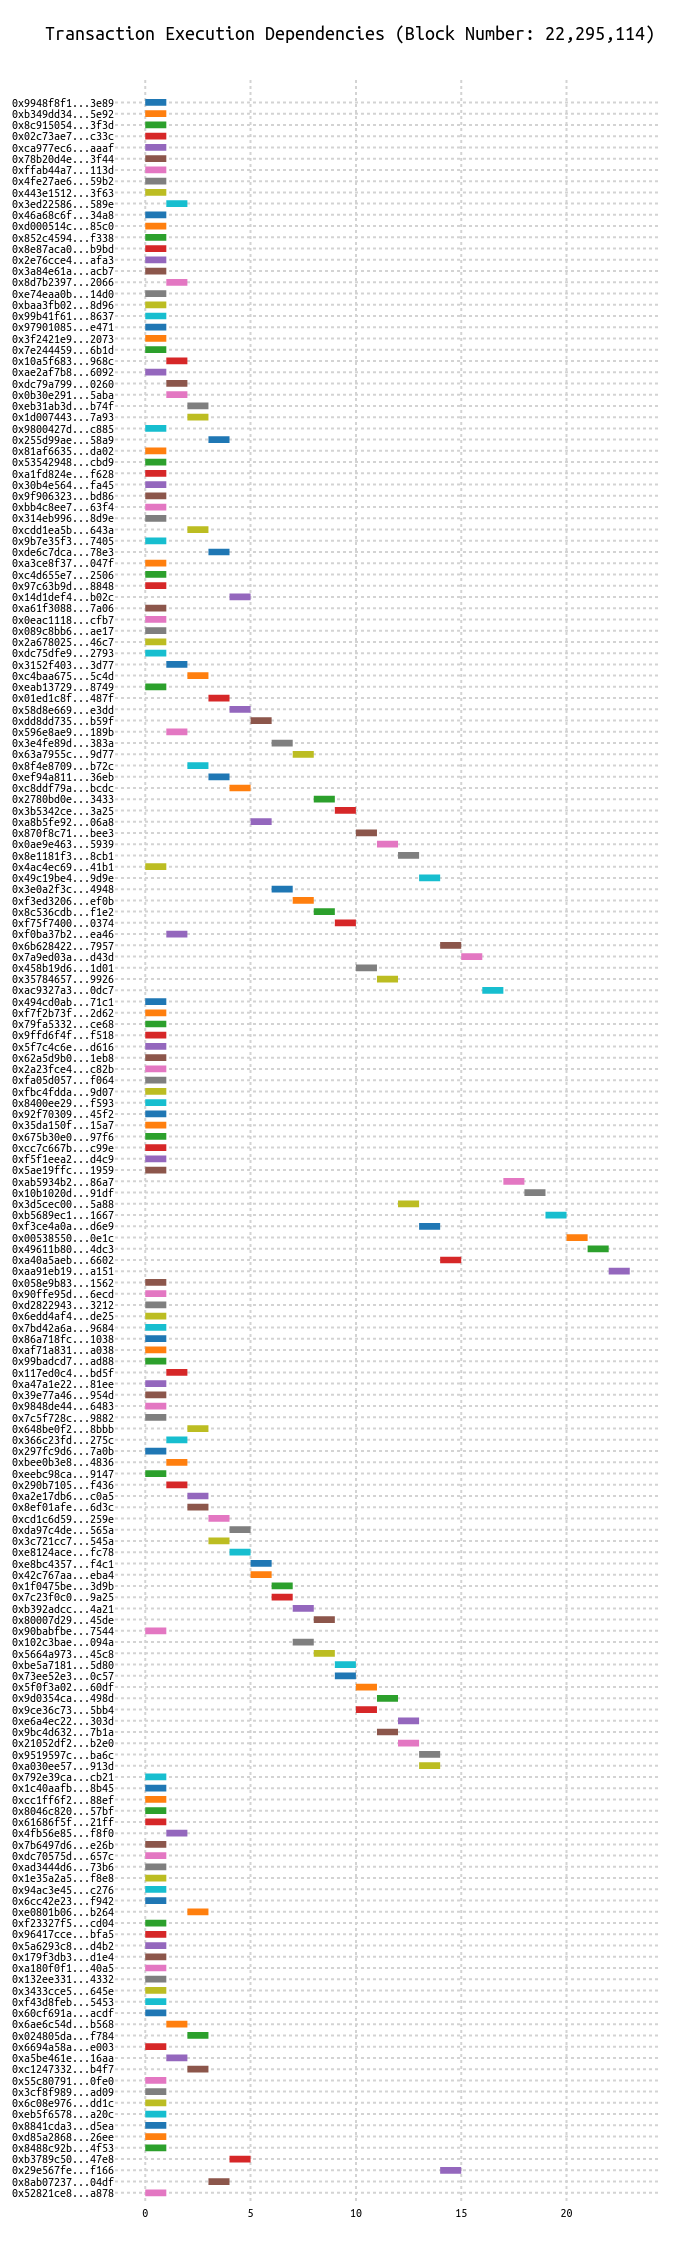 Transaction Execution Dependencies (Block Number: 22,295,114)
0x9948f8f1...3e89
0xb349dd34...5e92
0x8c915054...3f3d
0x02c73ae7...c33c
0xca977ec6...aaaf
0x78b20d4e...3f44
0xffab44a7...113d
0x4fe27ae6...59b2
0x443e1512...3f63
0x3ed22586...589e
0x46a68c6f...34a8
0xd000514c...85c0
0x852c4594...f338
0x8e87aca0...b9bd
0x2e76cce4...afa3
0x3a84e61a...acb7
0x8d7b2397...2066
0xe74eaa0b...14d0
0xbaa3fb02...8d96
0x99b41f61...8637
0x97901085...e471
0x3f2421e9...2073
0x7e244459...6b1d
0x10a5f683...968c
0xae2af7b8...6092
0xdc79a799...0260
0x0b30e291...5aba
0xeb31ab3d...b74f
0x1d007443...7a93
0x9800427d...c885
0x255d99ae...58a9
0x81af6635...da02
0x53542948...cbd9
0xa1fd824e...f628
0x30b4e564...fa45
0x9f906323...bd86
0xbb4c8ee7...63f4
0x314eb996...8d9e
0xcdd1ea5b...643a
0x9b7e35f3...7405
0xde6c7dca...78e3
0xa3ce8f37...047f
0xc4d655e7...2506
0x97c63b9d...8848
0x14d1def4...b02c
0xa61f3088...7a06
0x0eac1118...cfb7
0x089c8bb6...ae17
0x2a678025...46c7
0xdc75dfe9...2793
0x3152f403...3d77
0xc4baa675...5c4d
0xeab13729...8749
0x01ed1c8f...487f
0x58d8e669...e3dd
0xdd8dd735...b59f
0x596e8ae9...189b
0x3e4fe89d...383a
0x63a7955c...9d77
0x8f4e8709...b72c
0xef94a811...36eb
0xc8ddf79a...bcdc
0x2780bd0e...3433
0x3b5342ce...3a25
0xa8b5fe92...06a8
0x870f8c71...bee3
0x0ae9e463...5939
0x8e1181f3...8cb1
0x4ac4ec69...41b1
0x49c19be4...9d9e
0x3e0a2f3c...4948
0xf3ed3206...ef0b
0x8c536cdb...f1e2
0xf75f7400...0374
0xf0ba37b2...ea46
0x6b628422...7957
0x7a9ed03a...d43d
0x458b19d6...1d01
0x35784657...9926
0xac9327a3...0dc7
0x494cd0ab...71c1
0xf7f2b73f...2d62
0x79fa5332...ce68
0x9ffd6f4f...f518
0x5f7c4c6e...d616
0x62a5d9b0...1eb8
0x2a23fce4...c82b
0xfa05d057...f064
0xfbc4fdda...9d07
0x8400ee29...f593
0x92f70309...45f2
0x35da150f...15a7
0x675b30e0...97f6
0xcc7c667b...c99e
0xf5f1eea2...d4c9
0x5ae19ffc...1959
0xab5934b2...86a7
0x10b1020d...91df
0x3d5cec00...5a88
0xb5689ec1...1667
0xf3ce4a0a...d6e9
0x00538550...0e1c
0x49611b80...4dc3
0xa40a5aeb...6602
0xaa91eb19...a151
0x058e9b83...1562
0x90ffe95d...6ecd
0xd2822943...3212
0x6edd4af4...de25
0x7bd42a6a...9684
0x86a718fc...1038
0xaf71a831...a038
0x99badcd7...ad88
0x117ed0c4...bd5f
0xa47a1e22...81ee
0x39e77a46...954d
0x9848de44...6483
0x7c5f728c...9882
0x648be0f2...8bbb
0x366c23fd...275c
0x297fc9d6...7a0b
0xbee0b3e8...4836
0xeebc98ca...9147
0x290b7105...f436
0xa2e17db6...c0a5
0x8ef01afe...6d3c
0xcd1c6d59...259e
0xda97c4de...565a
0x3c721cc7...545a
0xe8124ace...fc78
0xe8bc4357...f4c1
0x42c767aa...eba4
0x1f0475be...3d9b
0x7c23f0c0...9a25
0xb392adcc...4a21
0x80007d29...45de
0x90babfbe...7544
0x102c3bae...094a
0x5664a973...45c8
0xbe5a7181...5d80
0x73ee52e3...0c57
0x5f0f3a02...60df
0x9d0354ca...498d
0x9ce36c73...5bb4
0xe6a4ec22...303d
0x9bc4d632...7b1a
0x21052df2...b2e0
0x9519597c...ba6c
0xa030ee57...913d
0x792e39ca...cb21
0x1c40aafb...8b45
0xcc1ff6f2...88ef
0x8046c820...57bf
0x61686f5f...21ff
0x4fb56e85...f8f0
0x7b6497d6...e26b
0xdc70575d...657c
0xad3444d6...73b6
0x1e35a2a5...f8e8
0x94ac3e45...c276
0x6cc42e23...f942
0xe0801b06...b264
0xf23327f5...cd04
0x96417cce...bfa5
0x5a6293c8...d4b2
0x179f3db3...d1e4
0xa180f0f1...40a5
0x132ee331...4332
0x3433cce5...645e
0xf43d8feb...5453
0x60cf691a...acdf
0x6ae6c54d...b568
0x024805da...f784
0x6694a58a...e003
0xa5be461e...16aa
0xc1247332...b4f7
0x55c80791...0fe0
0x3cf8f989...ad09
0x6c08e976...dd1c
0xeb5f6578...a20c
0x8841cda3...d5ea
0xd85a2868...26ee
0x8488c92b...4f53
0xb3789c50...47e8
0x29e567fe...f166
0x8ab07237...04df
0x52821ce8...a878
0 5 10 15 20